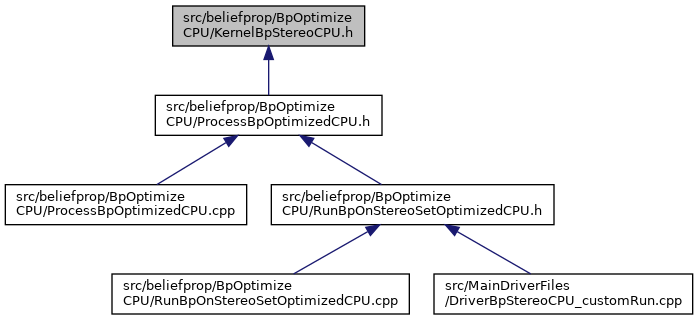 src/beliefprop/BpOptimize
CPU/KernelBpStereoCPU.h
src/beliefprop/BpOptimize
CPU/ProcessBpOptimizedCPU.h
src/beliefprop/BpOptimize
CPU/ProcessBpOptimizedCPU.cpp
src/beliefprop/BpOptimize
CPU/RunBpOnStereoSetOptimizedCPU.h
src/beliefprop/BpOptimize
CPU/RunBpOnStereoSetOptimizedCPU.cpp
src/MainDriverFiles
/DriverBpStereoCPU_customRun.cpp